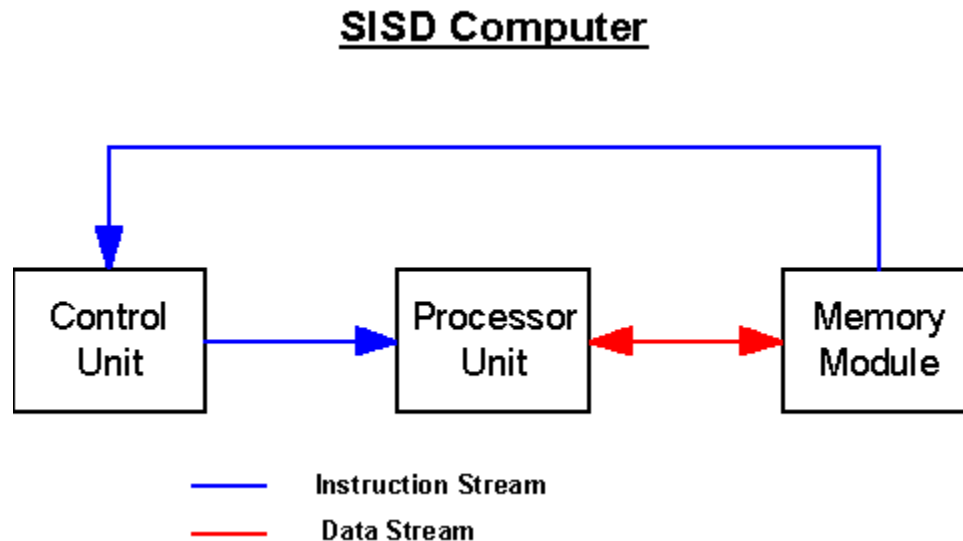 SISD Computer
Control
Unit
Processor
Unit
Memory
Module
Instruction Stream
Data Stream